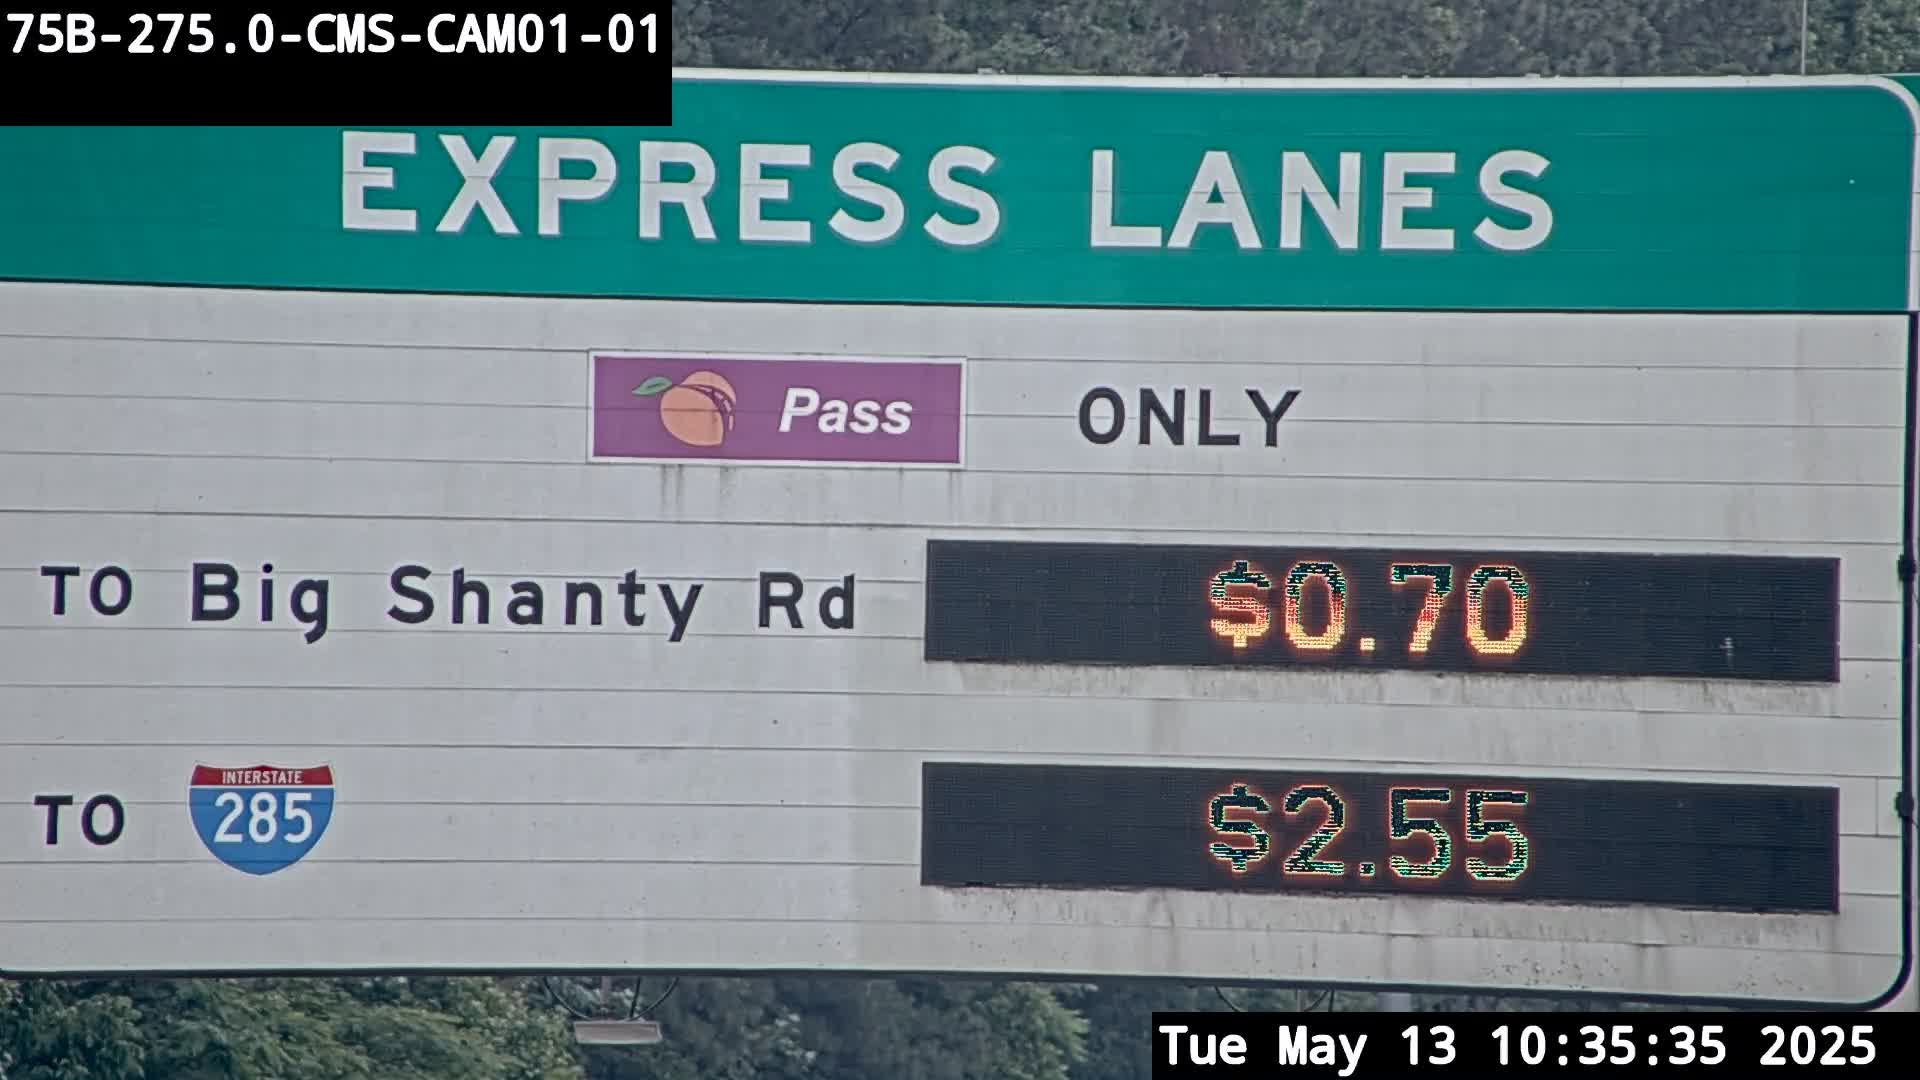 75B-275.0-CMS-CAM01-01
EXPRESS LANES
Pass ONLY
TO Big Shanty Rd $0.70
TO INTERSTATE 285 $2.55
Tue May 13 10:35:35 2025